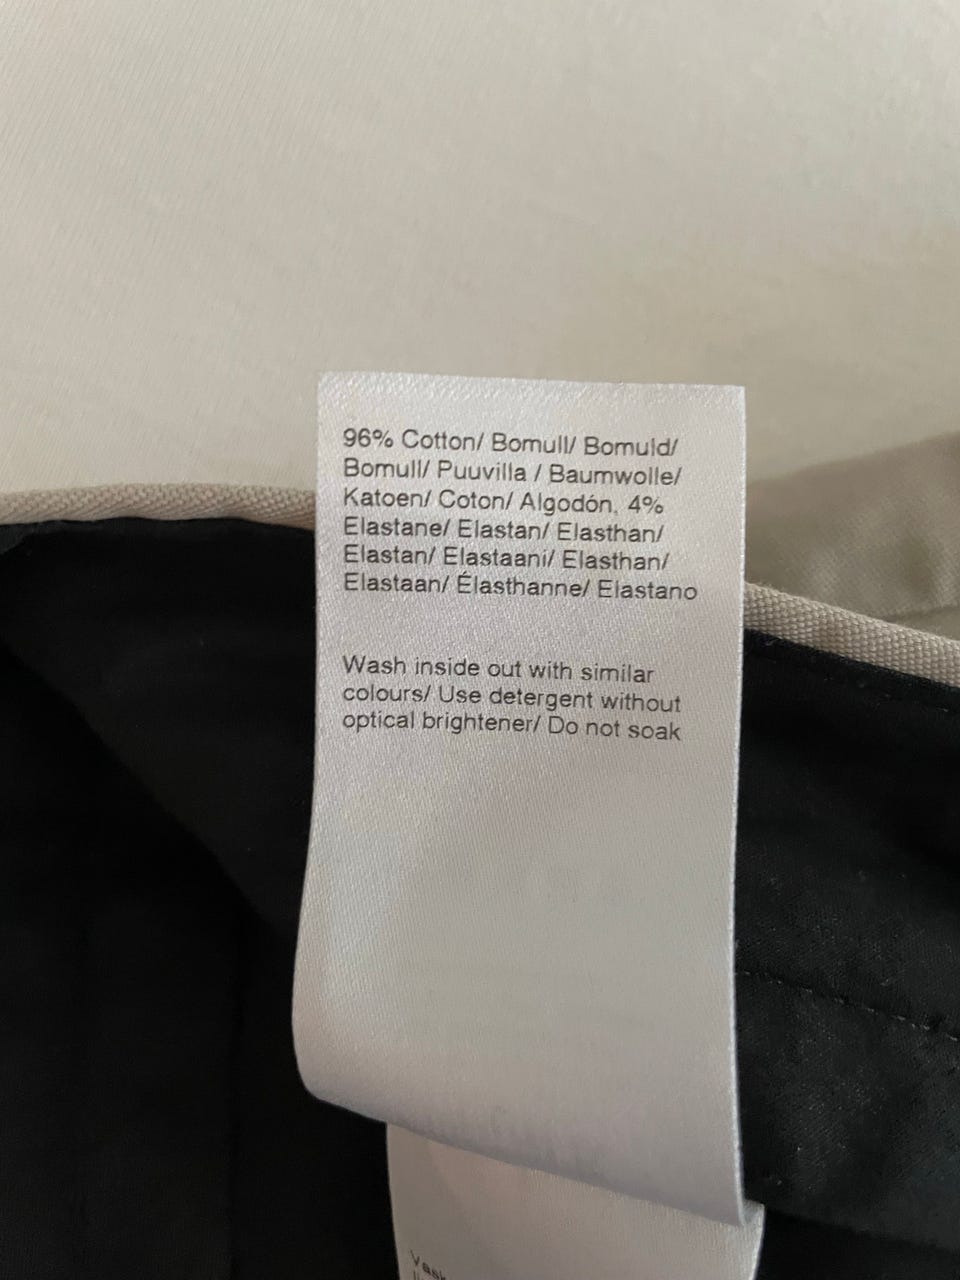 96% Cotton/ Bomull/ Bomuld/
Bomull/ Puuvilla / Baumwolle/
Katoen/ Coton/ Algodón, 4%
Elastane/ Elastan/ Elasthan/
Elastan/ Elastaani/ Elasthan/
Elastaan/ Élasthanne/ Elastano
Wash inside out with similar
colours/ Use detergent without
optical brightener/ Do not soak